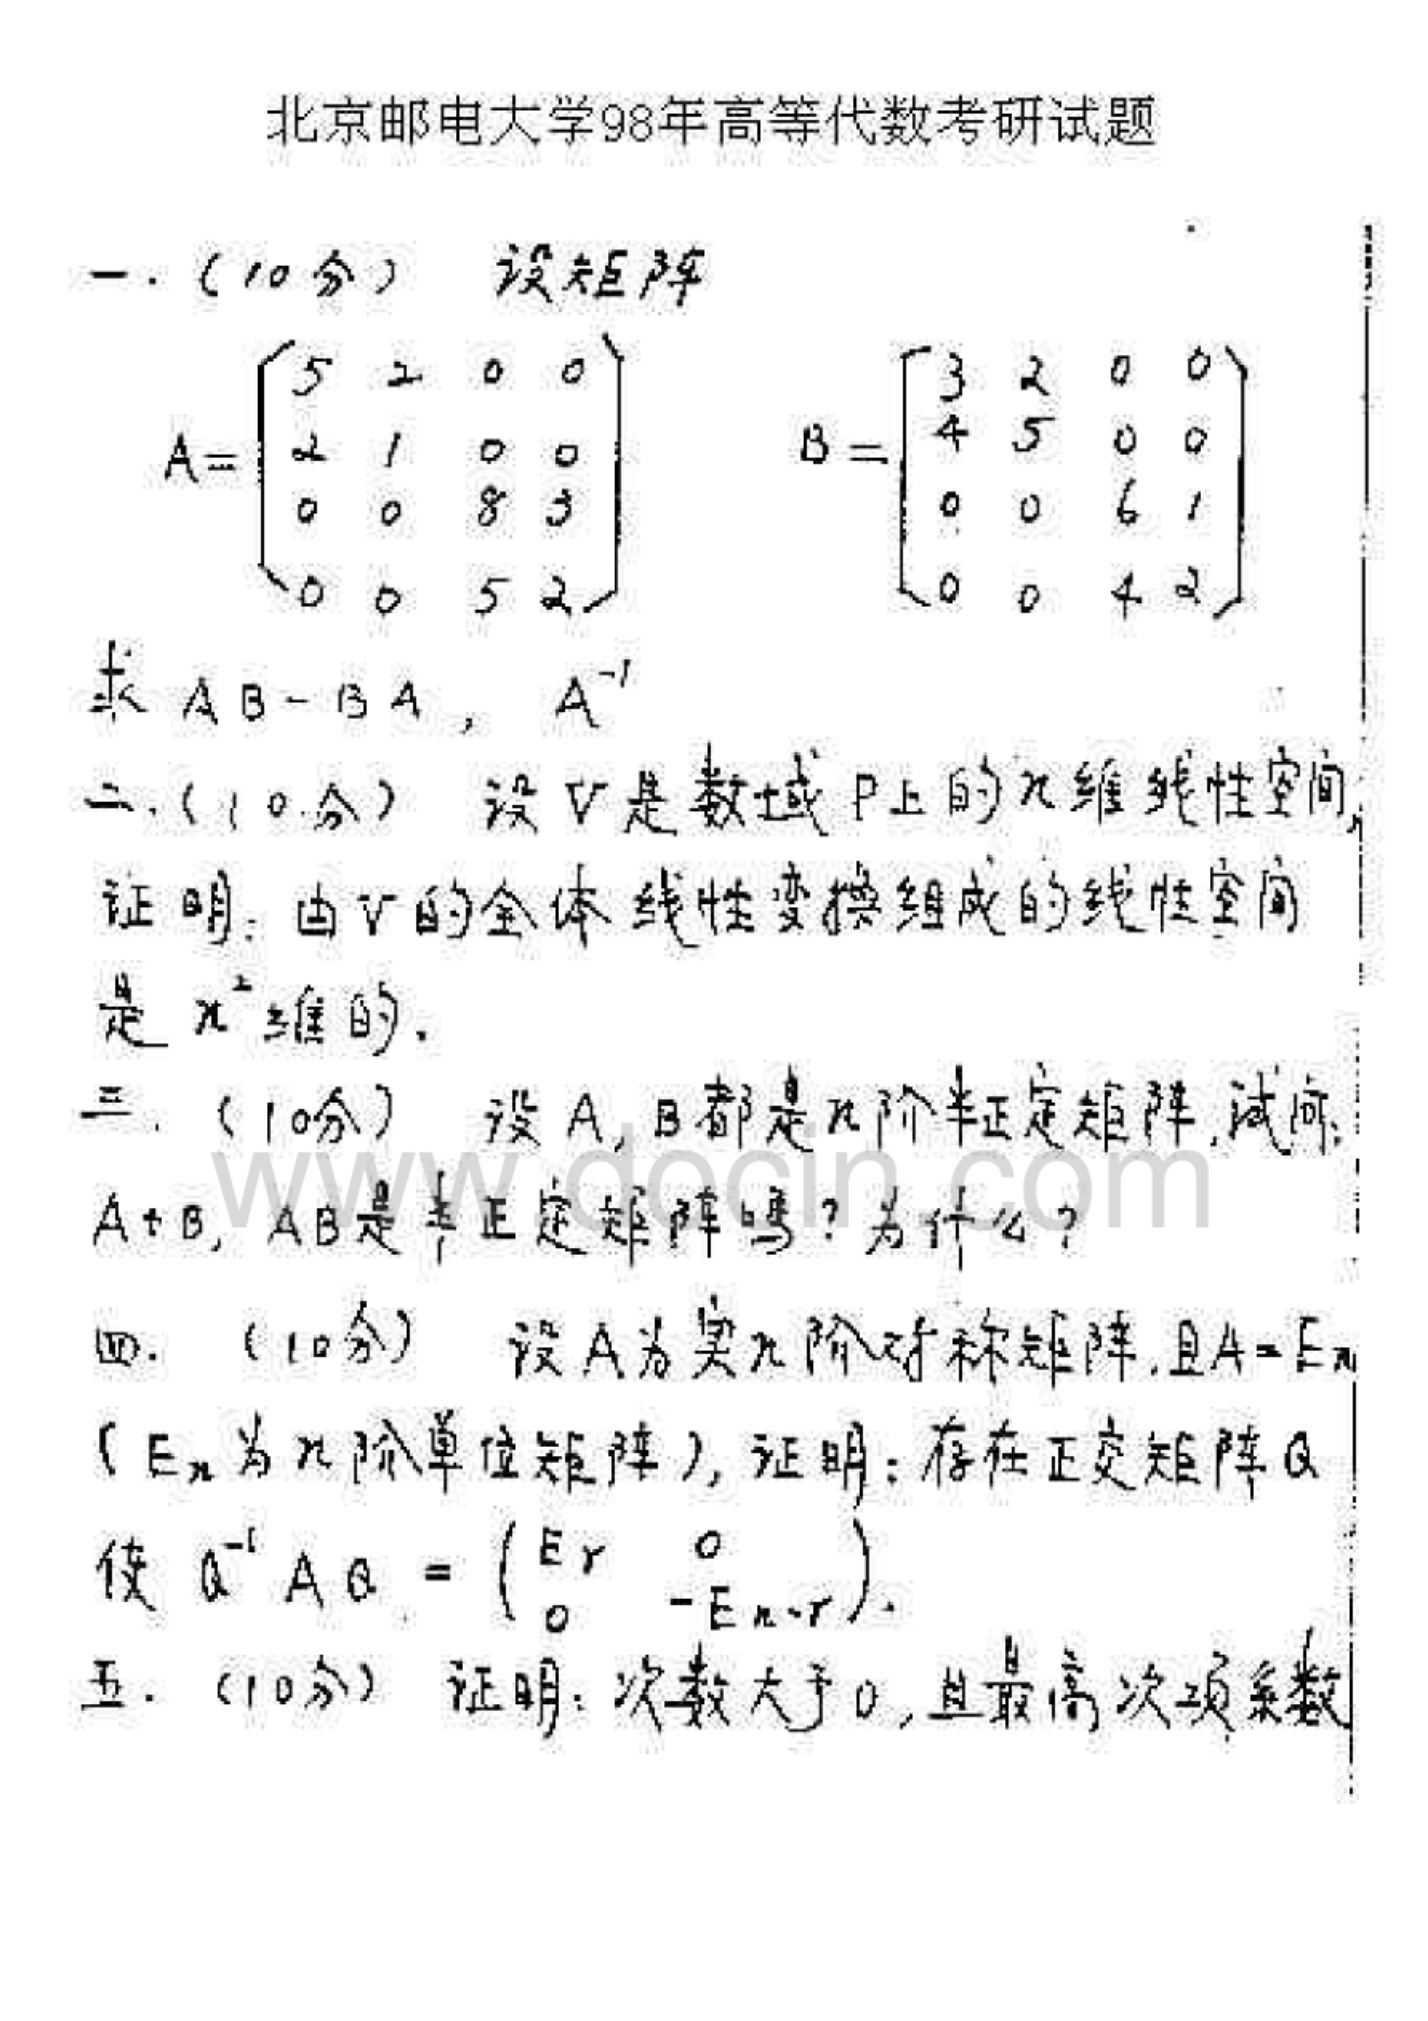 北京邮电大学98年高等代数考研试题
一.(10分) 设矩阵
A= 5 2 0 0 B= 3 2 0 0
2 1 0 0 4 5 0 0
0 0 8 3 0 0 6 1
0 0 5 2 0 0 4 2
求 AB-BA, A⁻¹
二.(10分) 设V是数域P上的n维线性空间,
证明:由V的全体线性变换组成的线性空间
是 n²维的.
三.(10分) 设A,B都是n阶半正定矩阵,试问:
www.docin.com
A+B, AB是半正定矩阵吗?为什么?
四.(10分) 设A为实n阶对称矩阵,且A=Eₙ
(Eₙ为n阶单位矩阵),证明:存在正交矩阵Q
使 Q⁻¹AQ = (Er 0
0 -En-r).
五.(10分) 证明:次数大于0,且最高次项系数